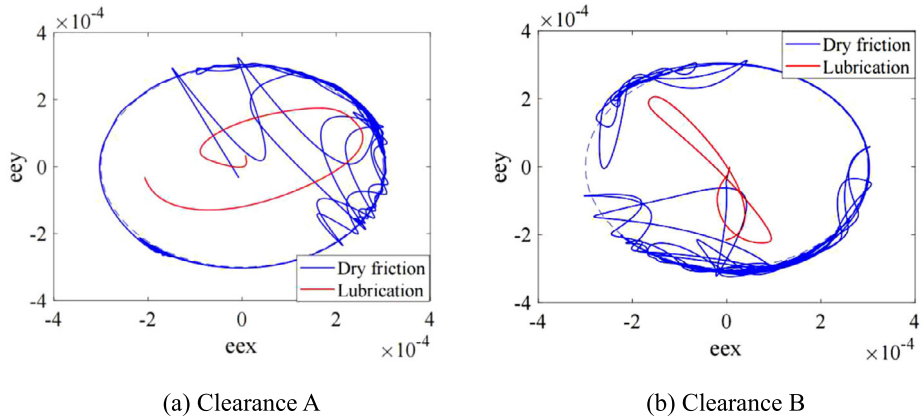 ×10⁻⁴
×10⁻⁴
4
4
Dry friction
Lubrication
2
2
eey
0
eey
0
-2
-2
Dry friction
Lubrication
-4
-4
-4 -2 0 2 4
-4 -2 0 2 4
eex
×10⁻⁴
eex
×10⁻⁴
(a) Clearance A
(b) Clearance B